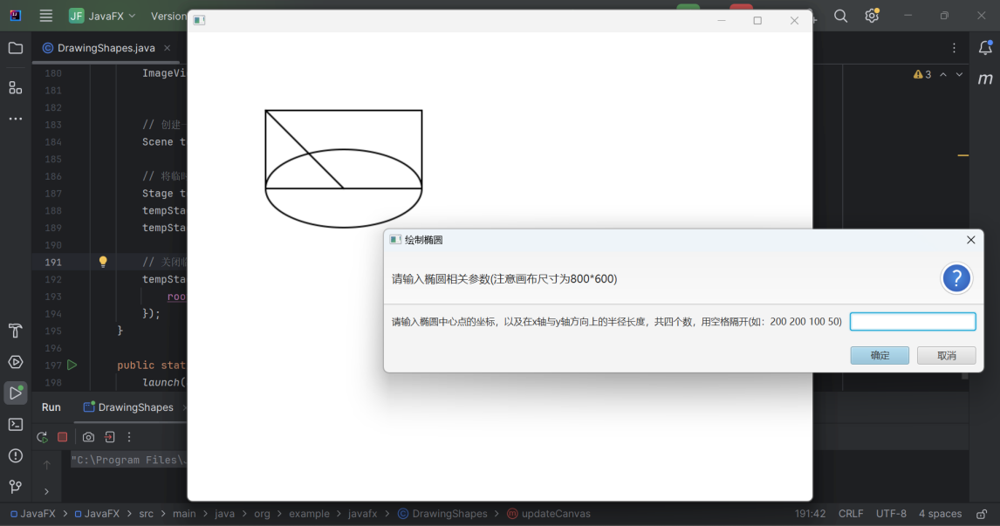 JF JavaFX Version
DrawingShapes.java
3
180 ImageVi
181
182
183 // 创建
184 Scene t
185
186 // 将临
187 Stage t
188 tempSta
189 tempSta
190
191 // 关闭
192 tempSta
193 roo
194 });
195 }
196
197 public stat
198 launch(
m
绘制椭圆
请输入椭圆相关参数(注意画布尺寸为800*600)
?
请输入椭圆中心点的坐标，以及在x轴与y轴方向上的半径长度，共四个数，用空格隔开(如：200 200 100 50)
确定 取消
Run DrawingShapes
"C:\Program Files\
JavaFX > JavaFX > src > main > java > org > example > javafx > DrawingShapes > updateCanvas 191:42 CRLF UTF-8 4 spaces